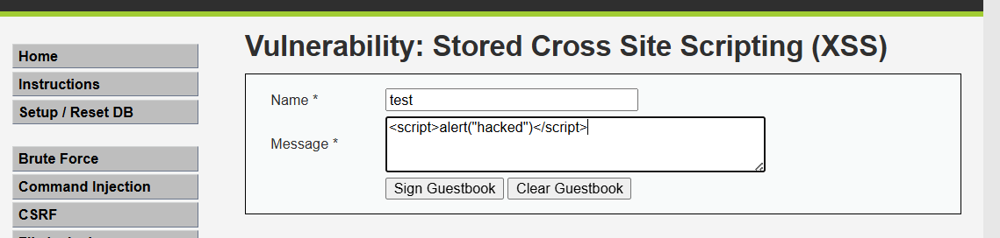 Vulnerability: Stored Cross Site Scripting (XSS)
Home
Instructions
Setup / Reset DB
Brute Force
Command Injection
CSRF
Name *
test
Message *
<script>alert("hacked")</script>
Sign Guestbook
Clear Guestbook